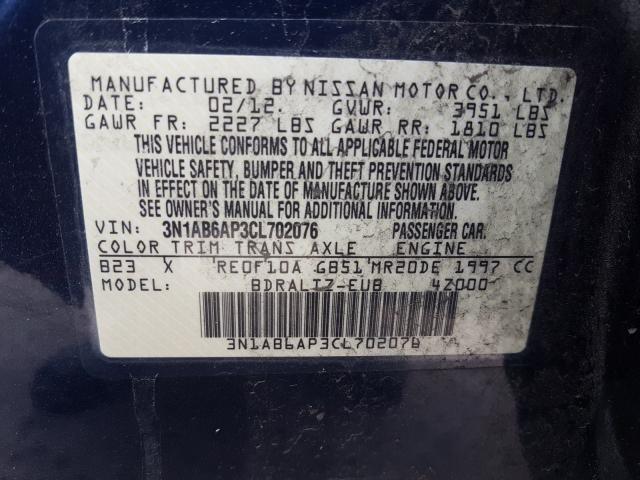 MANUFACTURED BY NISSAN MOTOR CO., LTD.
DATE: 02/12. GVWR: 3951 LBS
GAWR FR: 2227 LBS GAWR RR: 1810 LBS
THIS VEHICLE CONFORMS TO ALL APPLICABLE FEDERAL MOTOR
VEHICLE SAFETY, BUMPER AND THEFT PREVENTION STANDARDS
IN EFFECT ON THE DATE OF MANUFACTURE SHOWN ABOVE.
SEE OWNER'S MANUAL FOR ADDITIONAL INFORMATION.
VIN: 3N1AB6AP3CL702076 PASSENGER CAR.
COLOR TRIM TRANS AXLE ENGINE
B23 X RE0F10A GB51 MR20DE 1997 CC
MODEL: BDRALIZ-EUB 4Z000
3N1AB6AP3CL702076